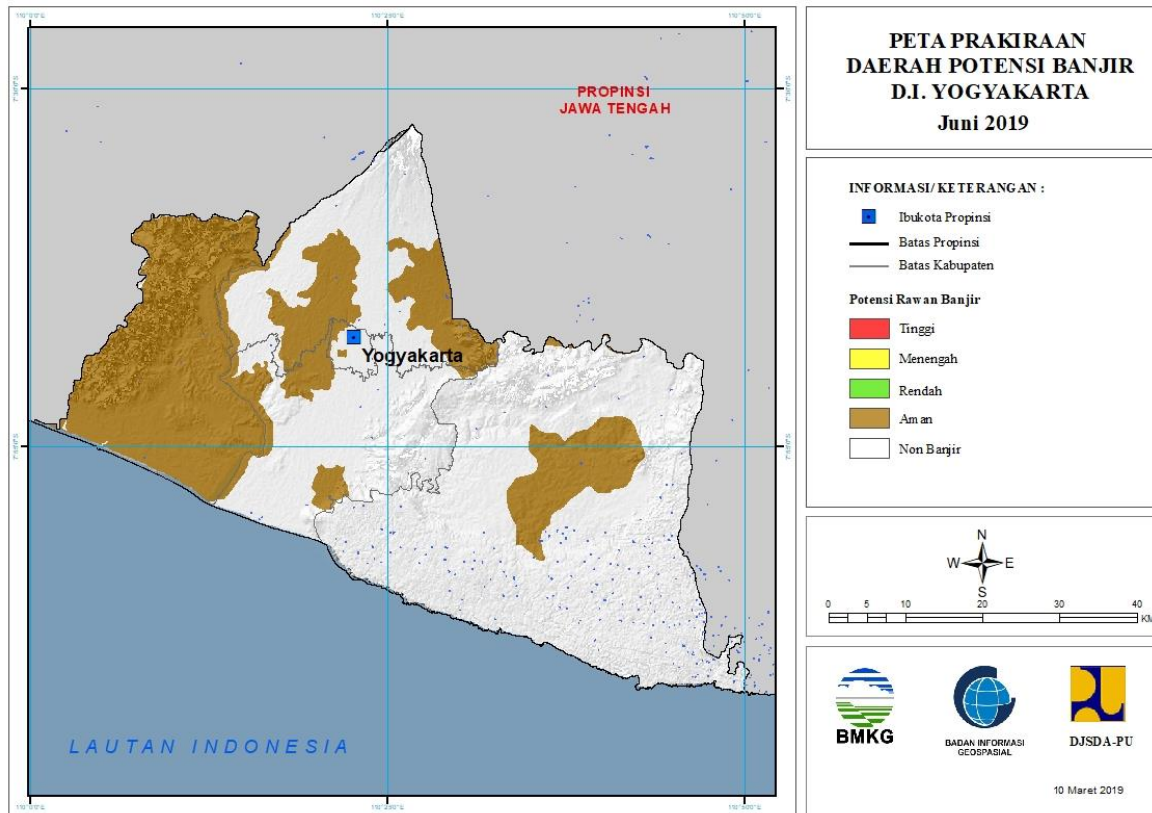 PETA PRAKIRAAN
DAERAH POTENSI BANJIR
D.I. YOGYAKARTA
Juni 2019
PROPINSI
JAWA TENGAH
Yogyakarta
LAUTAN INDONESIA
INFORMASI/ KETERANGAN :
Ibukota Propinsi
Batas Propinsi
Batas Kabupaten
Potensi Rawan Banjir
Tinggi
Menengah
Rendah
Aman
Non Banjir
N
W E
S
0 5 10 20 30 40
KM
BMKG
BADAN INFORMASI
GEOSPASIAL
DJSDA-PU
10 Maret 2019